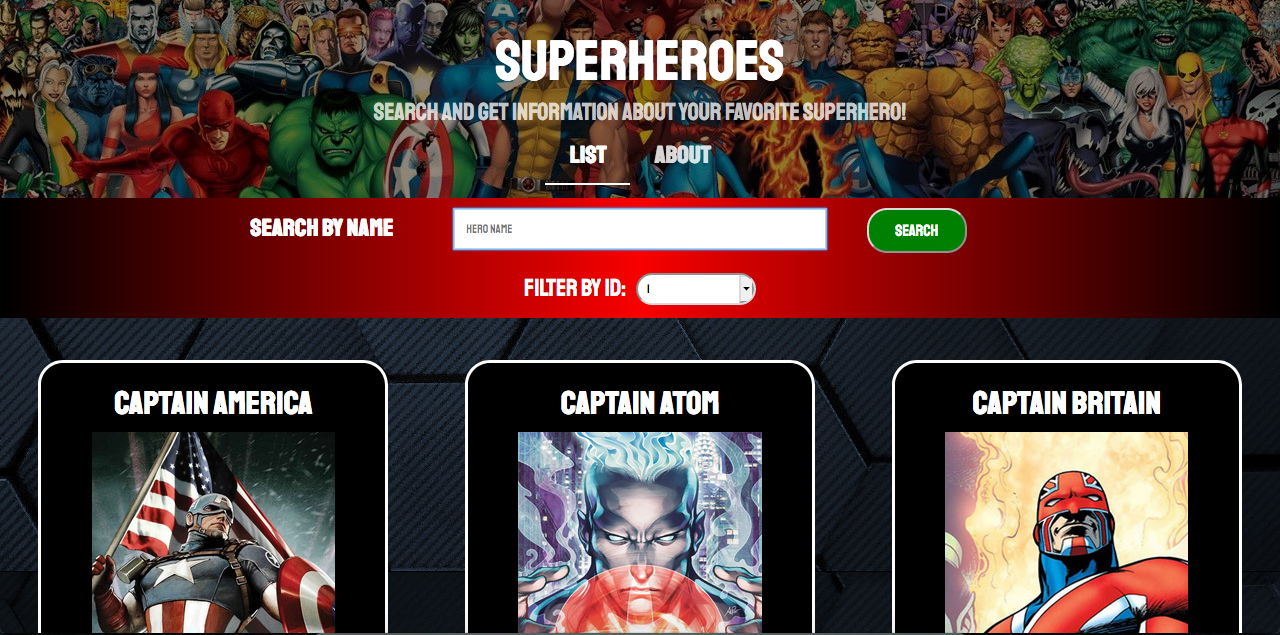 SUPERHEROES
SEARCH AND GET INFORMATION ABOUT YOUR FAVORITE SUPERHERO!
LIST ABOUT
SEARCH BY NAME HERO NAME SEARCH
FILTER BY ID: 1
CAPTAIN AMERICA CAPTAIN ATOM CAPTAIN BRITAIN